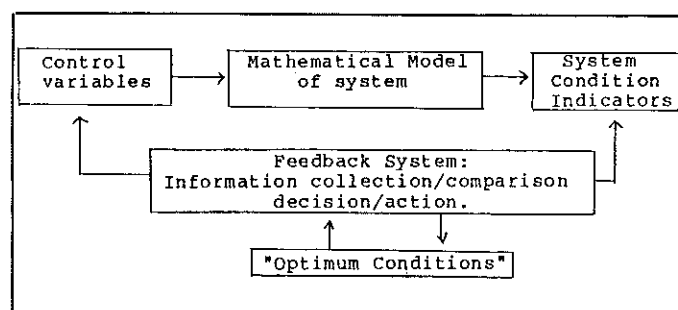 Control
variables
Mathematical Model
of system
System
Condition
Indicators
Feedback System:
Information collection/comparison
decision/action.
"Optimum Conditions"